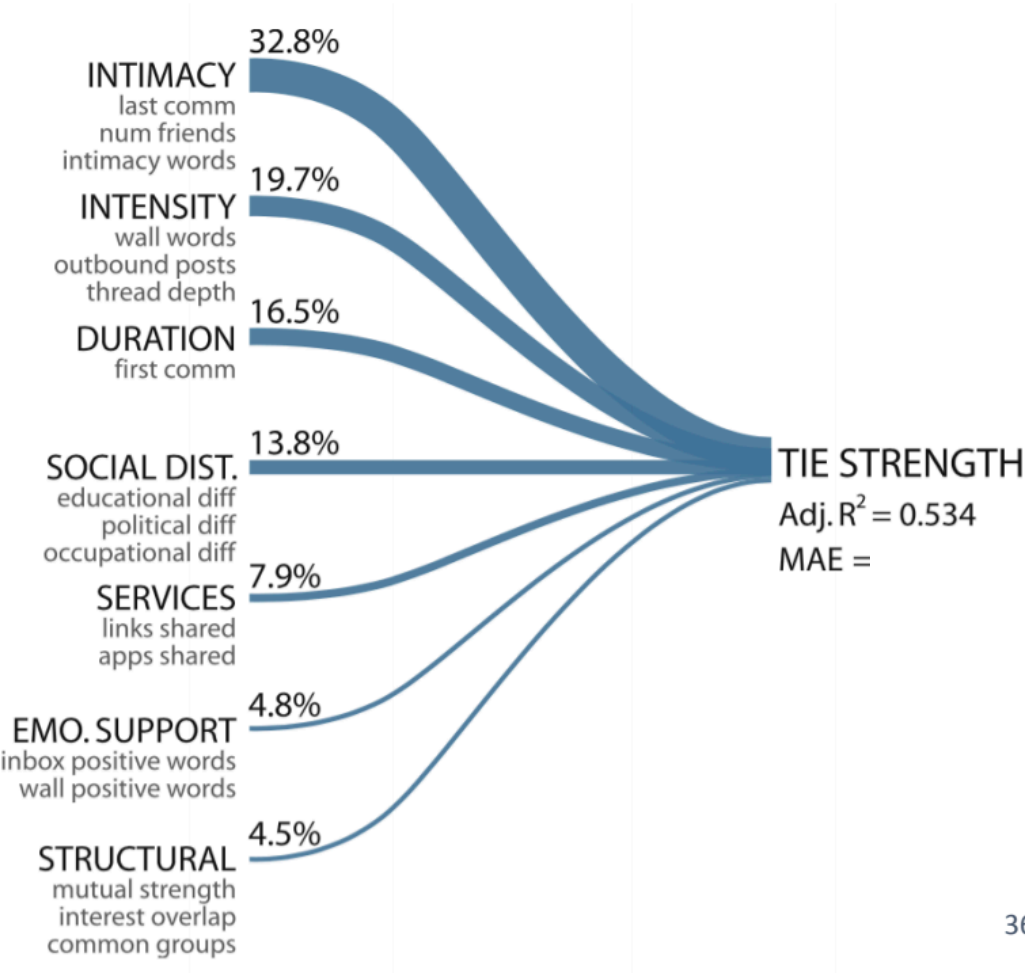 32.8%
INTIMACY
last comm
num friends
intimacy words
19.7%
INTENSITY
wall words
outbound posts
thread depth
16.5%
DURATION
first comm
13.8%
SOCIAL DIST.
educational diff
political diff
occupational diff
7.9%
SERVICES
links shared
apps shared
4.8%
EMO. SUPPORT
inbox positive words
wall positive words
4.5%
STRUCTURAL
mutual strength
interest overlap
common groups
TIE STRENGTH
Adj. R² = 0.534
MAE =
36